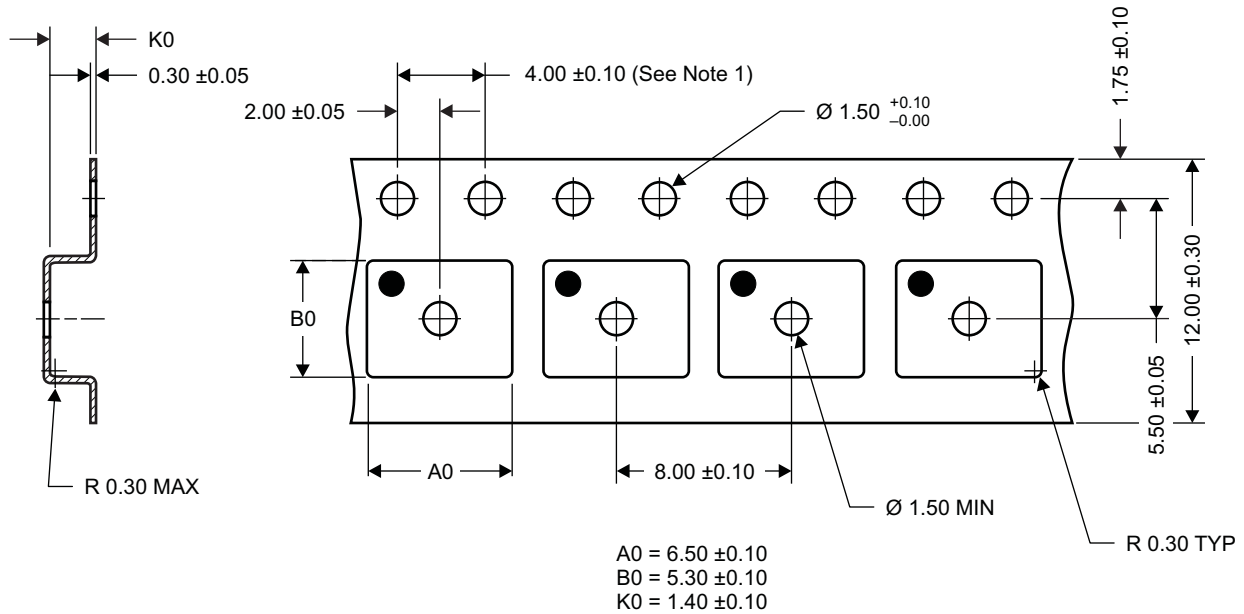 K0
0.30 ±0.05
2.00 ±0.05
4.00 ±0.10 (See Note 1)
Ø 1.50 +0.10
–0.00
1.75 ±0.10
B0
12.00 ±0.30
5.50 ±0.05
A0
8.00 ±0.10
R 0.30 MAX
Ø 1.50 MIN
R 0.30 TYP
A0 = 6.50 ±0.10
B0 = 5.30 ±0.10
K0 = 1.40 ±0.10